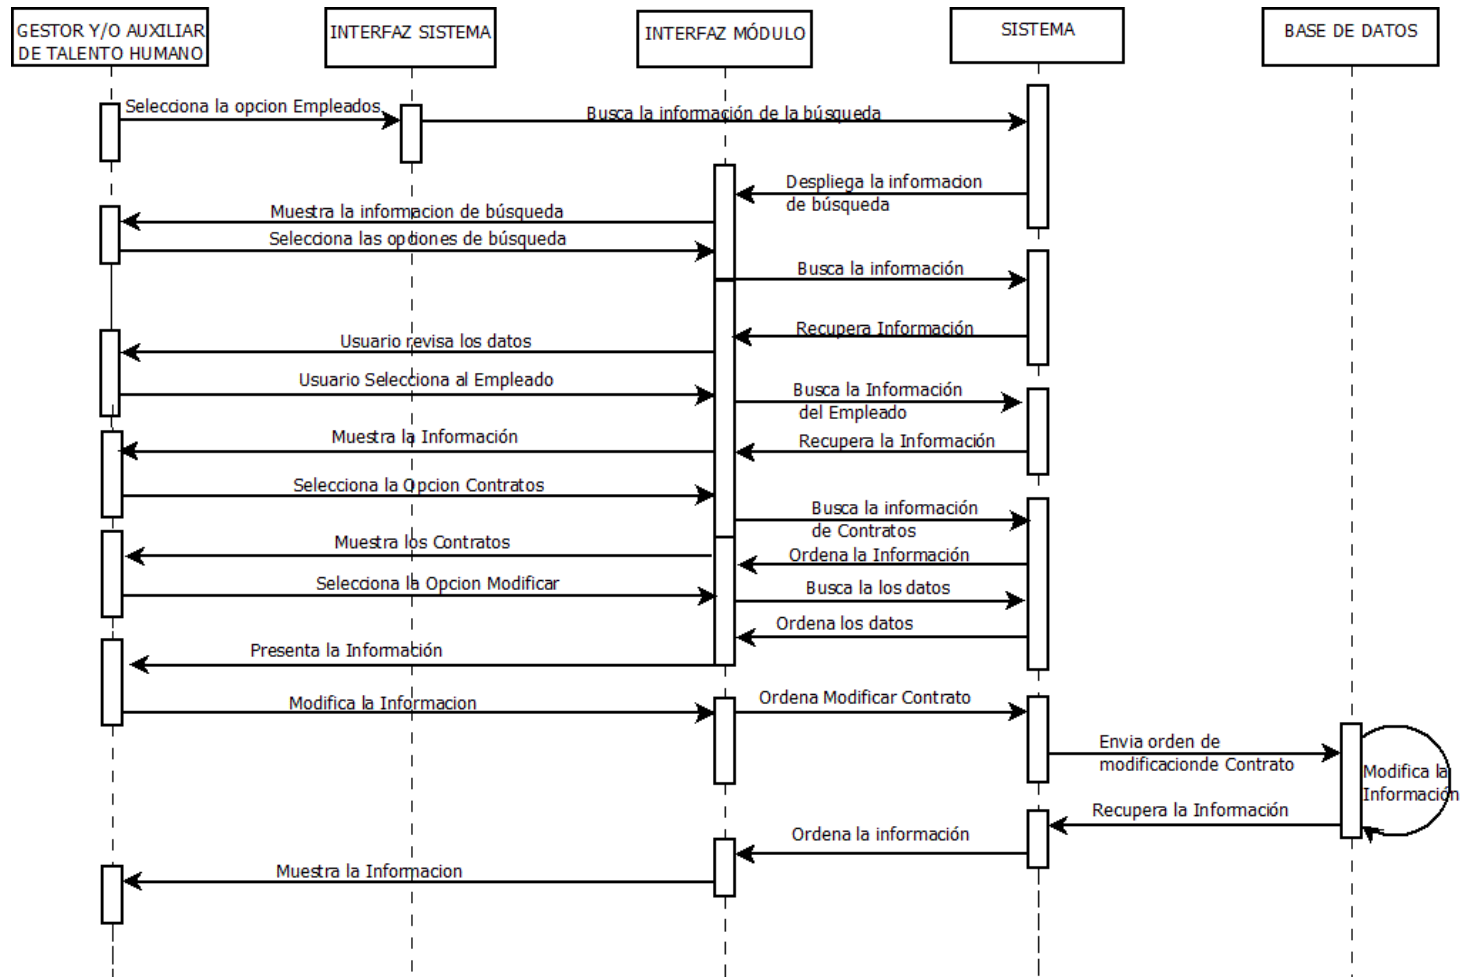 GESTOR Y/O AUXILIAR
DE TALENTO HUMANO
INTERFAZ SISTEMA
INTERFAZ MÓDULO
SISTEMA
BASE DE DATOS
Selecciona la opcion Empleados
Busca la información de la búsqueda
Despliega la informacion
de búsqueda
Muestra la informacion de búsqueda
Selecciona las opciones de búsqueda
Busca la información
Recupera Información
Usuario revisa los datos
Usuario Selecciona al Empleado
Busca la Información
del Empleado
Muestra la Información
Recupera la Información
Selecciona la Opcion Contratos
Busca la información
de Contratos
Muestra los Contratos
Ordena la Información
Selecciona la Opcion Modificar
Busca la los datos
Ordena los datos
Presenta la Información
Modifica la Informacion
Ordena Modificar Contrato
Envia orden de
modificacionde Contrato
Modifica la
Información
Recupera la Información
Ordena la información
Muestra la Informacion